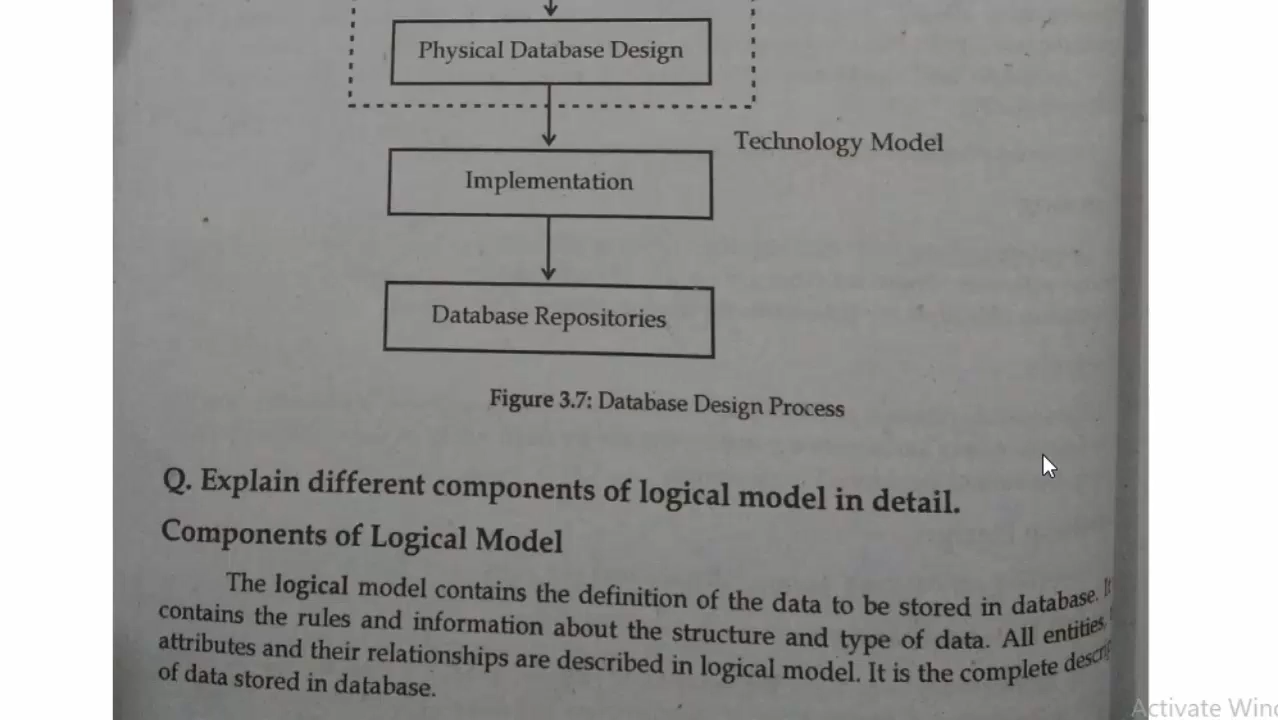 Physical Database Design
Technology Model
Implementation
Database Repositories
Figure 3.7: Database Design Process
Q. Explain different components of logical model in detail.
Components of Logical Model
The logical model contains the definition of the data to be stored in database. It
contains the rules and information about the structure and type of data. All entities,
attributes and their relationships are described in logical model. It is the complete
of data stored in database.
Activate